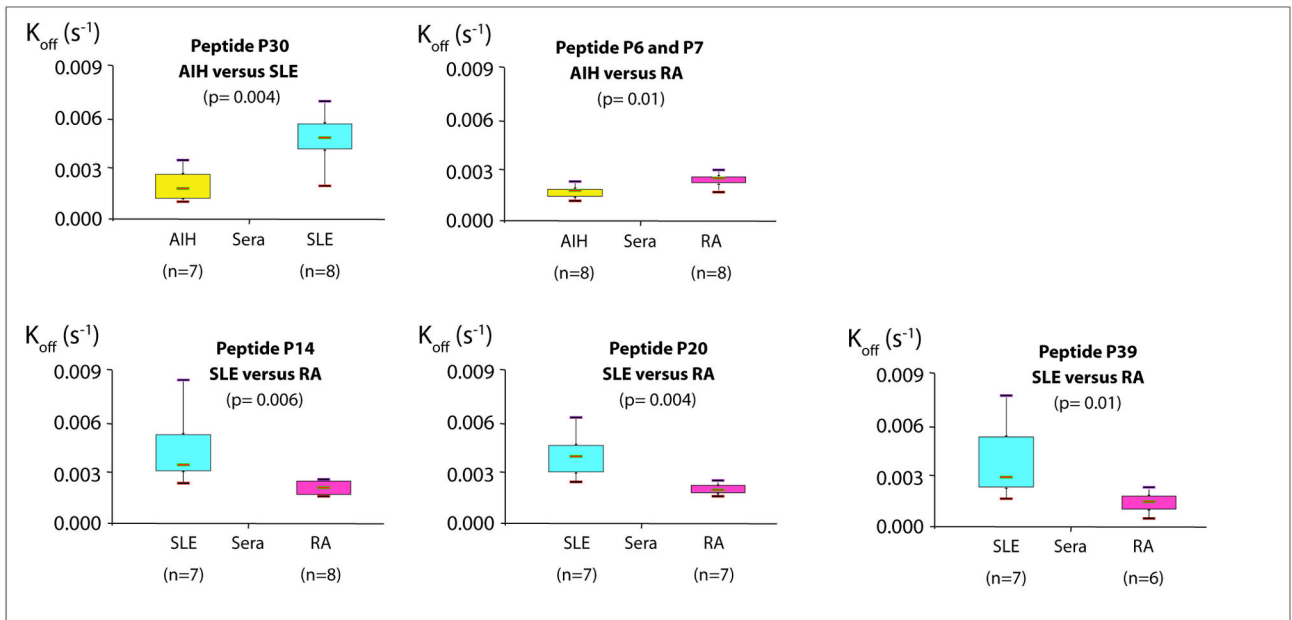 K_off (s⁻¹)
Peptide P30
AIH versus SLE
(p= 0.004)
0.009
0.006
0.003
0.000
AIH Sera SLE
(n=7) (n=8)
K_off (s⁻¹)
Peptide P6 and P7
AIH versus RA
(p= 0.01)
0.009
0.006
0.003
0.000
AIH Sera RA
(n=8) (n=8)
K_off (s⁻¹)
Peptide P14
SLE versus RA
(p= 0.006)
0.009
0.006
0.003
0.000
SLE Sera RA
(n=7) (n=8)
K_off (s⁻¹)
Peptide P20
SLE versus RA
(p= 0.004)
0.009
0.006
0.003
0.000
SLE Sera RA
(n=7) (n=7)
K_off (s⁻¹)
Peptide P39
SLE versus RA
(p= 0.01)
0.009
0.006
0.003
0.000
SLE Sera RA
(n=7) (n=6)